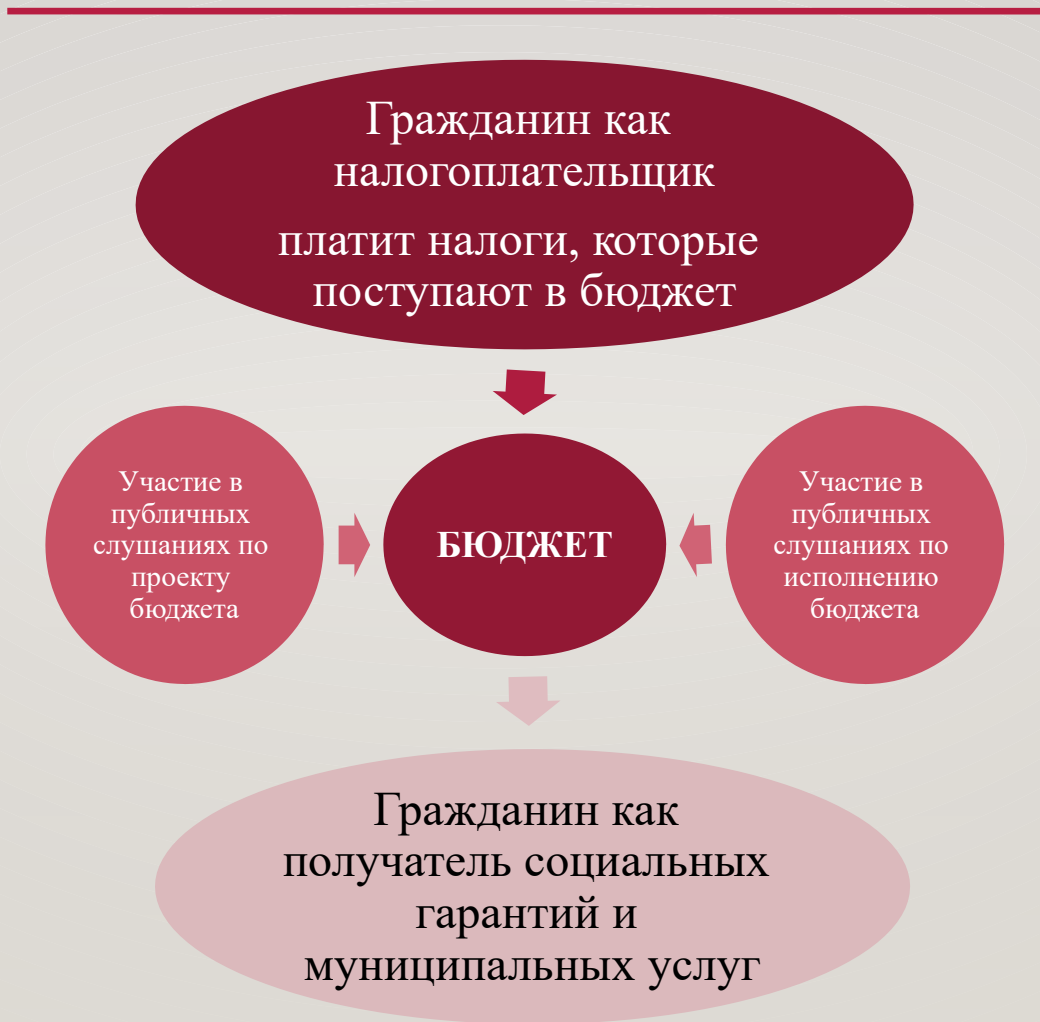 Гражданин как
налогоплательщик
платит налоги, которые
поступают в бюджет
Участие в
публичных
слушаниях по
проекту
бюджета
БЮДЖЕТ
Участие в
публичных
слушаниях по
исполнению
бюджета
Гражданин как
получатель социальных
гарантий и
муниципальных услуг